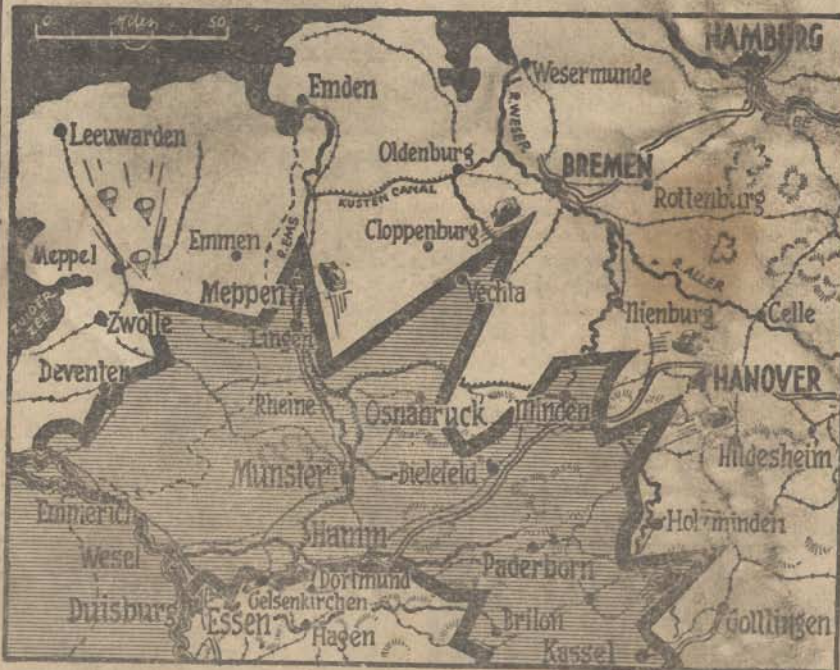 0 Miles 50
HAMBURG
Emden
Wesermunde
R. WESER
Leeuwarden
Oldenburg
BREMEN
Rottenburg
KUSTEN CANAL
R. EMS
Emmen
Cloppenburg
Meppel
R. ALLER
Meppen
Vechta
ZUIDER
ZEE
Zwolle
Nienburg
Celle
Lingen
Deventer
HANOVER
Rheine
Osnabruck
Minden
Munster
Bielefeld
Hildesheim
Emmerich
Holzminden
Hamm
Wesel
Paderborn
Dortmund
Duisburg
Gelsenkirchen
Essen
Hagen
Brilon
Gottingen
Kassel